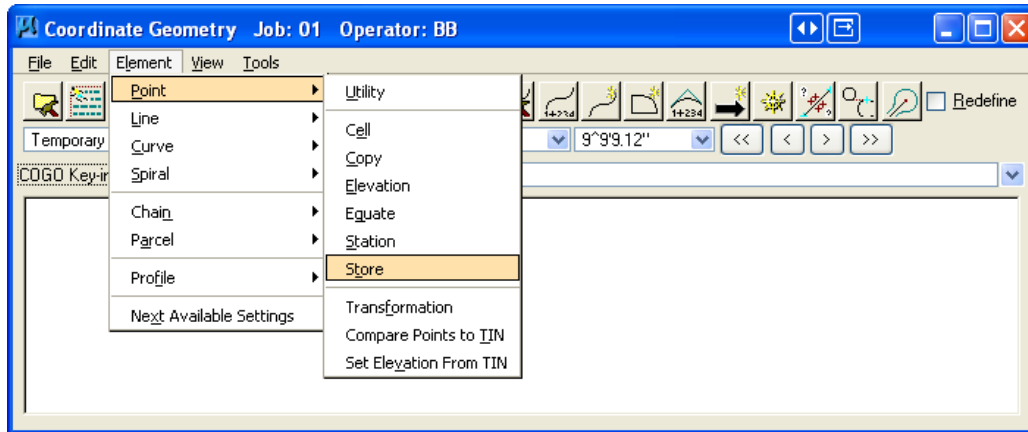 Coordinate Geometry Job: 01 Operator: BB
File Edit Element View Tools
Redefine
Temporary
9^9'9.12"
<< < > >>
COGO Key-in
Point
Line
Curve
Spiral
Chain
Parcel
Profile
Next Available Settings
Utility
Cell
Copy
Elevation
Equate
Station
Store
Transformation
Compare Points to TIN
Set Elevation From TIN